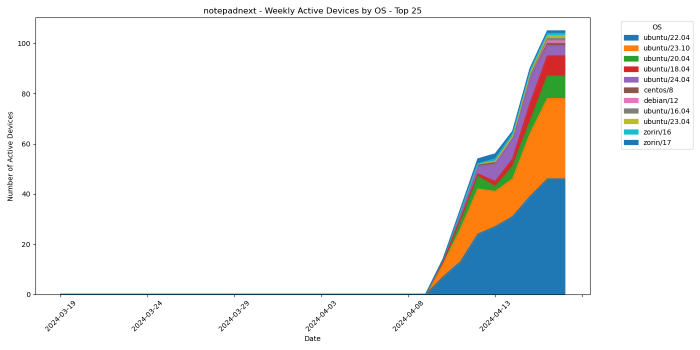 notepadnext - Weekly Active Devices by OS - Top 25
Number of Active Devices
100
80
60
40
20
0
2024-03-19
2024-03-24
2024-03-29
2024-04-03
2024-04-08
2024-04-13
Date
OS
ubuntu/22.04
ubuntu/23.10
ubuntu/20.04
ubuntu/18.04
ubuntu/24.04
centos/8
debian/12
ubuntu/16.04
ubuntu/23.04
zorin/16
zorin/17